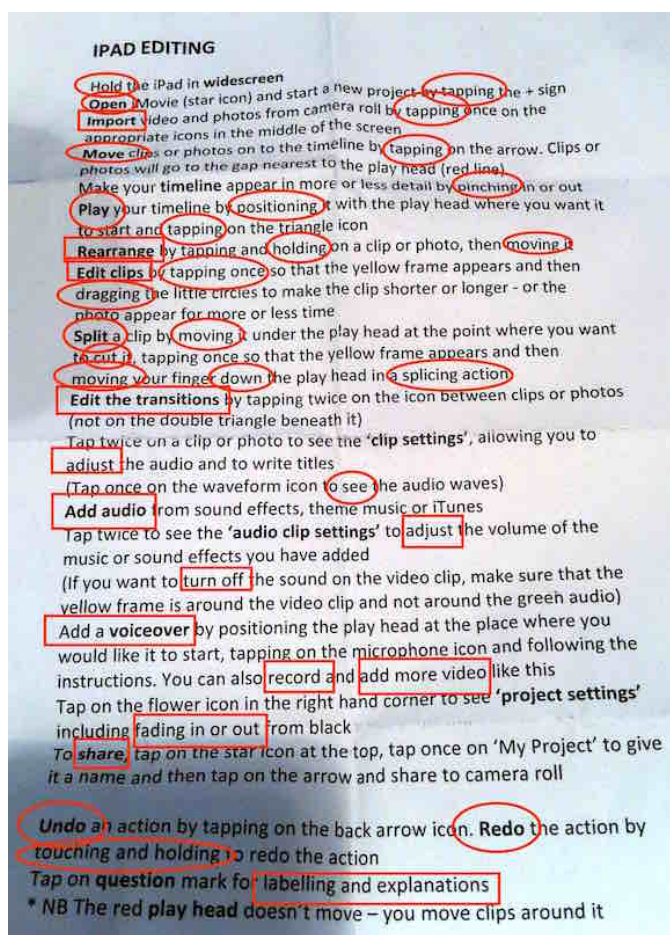 IPAD EDITING
Hold the iPad in widescreen
Open iMovie (star icon) and start a new project by tapping the + sign
Import video and photos from camera roll by tapping once on the
appropriate icons in the middle of the screen
Move clips or photos on to the timeline by tapping on the arrow. Clips or
photos will go to the gap nearest to the play head (red line)
Make your timeline appear in more or less detail by pinching in or out
Play your timeline by positioning it with the play head where you want it
to start and tapping on the triangle icon
Rearrange by tapping and holding on a clip or photo, then moving it
Edit clips by tapping once so that the yellow frame appears and then
dragging the little circles to make the clip shorter or longer - or the
photo appear for more or less time
Split a clip by moving it under the play head at the point where you want
to cut it, tapping once so that the yellow frame appears and then
moving your finger down the play head in a splicing action
Edit the transitions by tapping twice on the icon between clips or photos
(not on the double triangle beneath it)
Tap twice on a clip or photo to see the 'clip settings', allowing you to
adjust the audio and to write titles
(Tap once on the waveform icon to see the audio waves)
Add audio from sound effects, theme music or iTunes
Tap twice to see the 'audio clip settings' to adjust the volume of the
music or sound effects you have added
(If you want to turn off the sound on the video clip, make sure that the
yellow frame is around the video clip and not around the green audio)
Add a voiceover by positioning the play head at the place where you
would like it to start, tapping on the microphone icon and following the
instructions. You can also record and add more video like this
Tap on the flower icon in the right hand corner to see 'project settings'
including fading in or out from black
To share, tap on the star icon at the top, tap once on 'My Project' to give
it a name and then tap on the arrow and share to camera roll
Undo an action by tapping on the back arrow icon. Redo the action by
touching and holding to redo the action
Tap on question mark for labelling and explanations
* NB The red play head doesn't move – you move clips around it